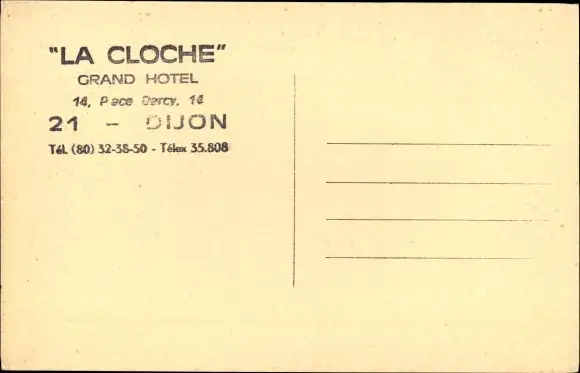 "LA CLOCHE"
GRAND HOTEL
14, Place Darcy, 14
21 - DIJON
Tél. (80) 32-38-50 - Télex 35.808